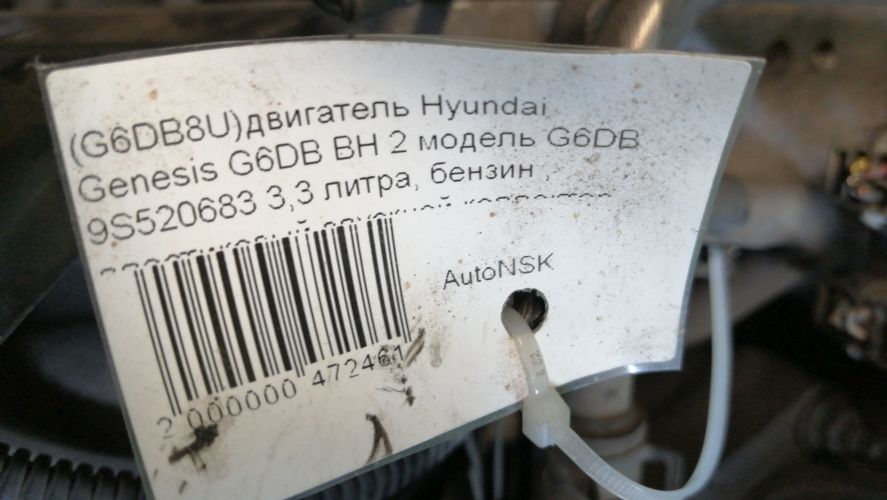 (G6DB8U)двигатель Hyundai
Genesis G6DB BH 2 модель G6DB
9S520683 3,3 литра, бензин
AutoNSK
2 000000 472461